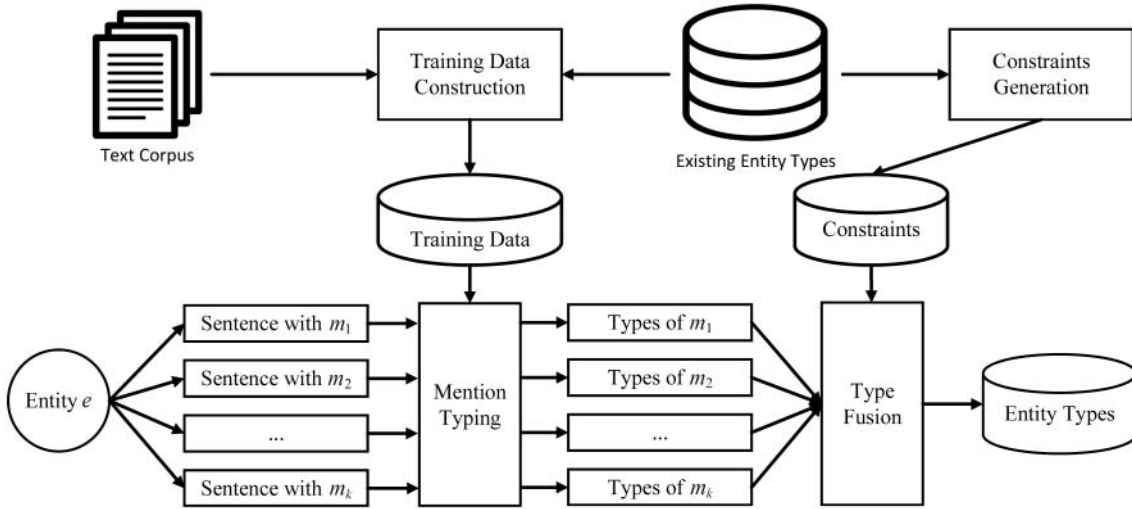 Training Data
Construction
Constraints
Generation
Text Corpus
Existing Entity Types
Training Data
Constraints
Entity e
Sentence with m1
Sentence with m2
...
Sentence with mk
Mention
Typing
Types of m1
Types of m2
...
Types of mk
Type
Fusion
Entity Types